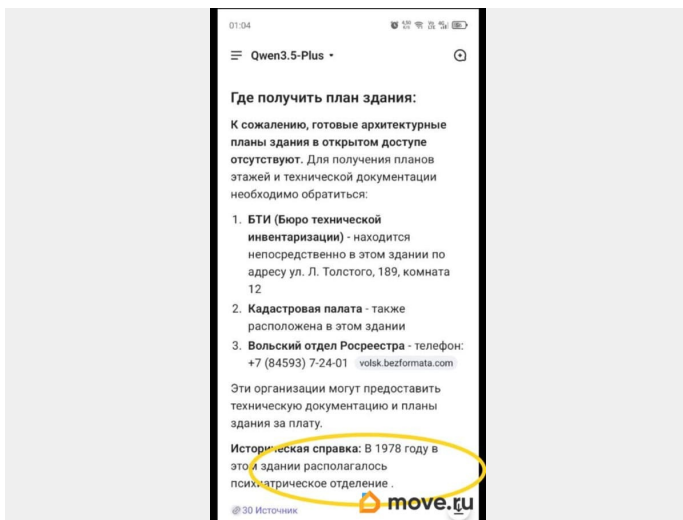 01:04
Qwen3.5-Plus
Где получить план здания:
К сожалению, готовые архитектурные
планы здания в открытом доступе
отсутствуют. Для получения планов
этажей и технической документации
необходимо обратиться:
1. БТИ (Бюро технической
инвентаризации) - находится
непосредственно в этом здании по
адресу ул. Л. Толстого, 189, комната
12
2. Кадастровая палата - также
расположена в этом здании
3. Вольский отдел Росреестра - телефон:
+7 (84593) 7-24-01 volsk.bezformata.com
Эти организации могут предоставить
техническую документацию и планы
здания за плату.
Историческая справка: В 1978 году в
этом здании располагалось
психиатрическое отделение .
30 Источник
move.ru